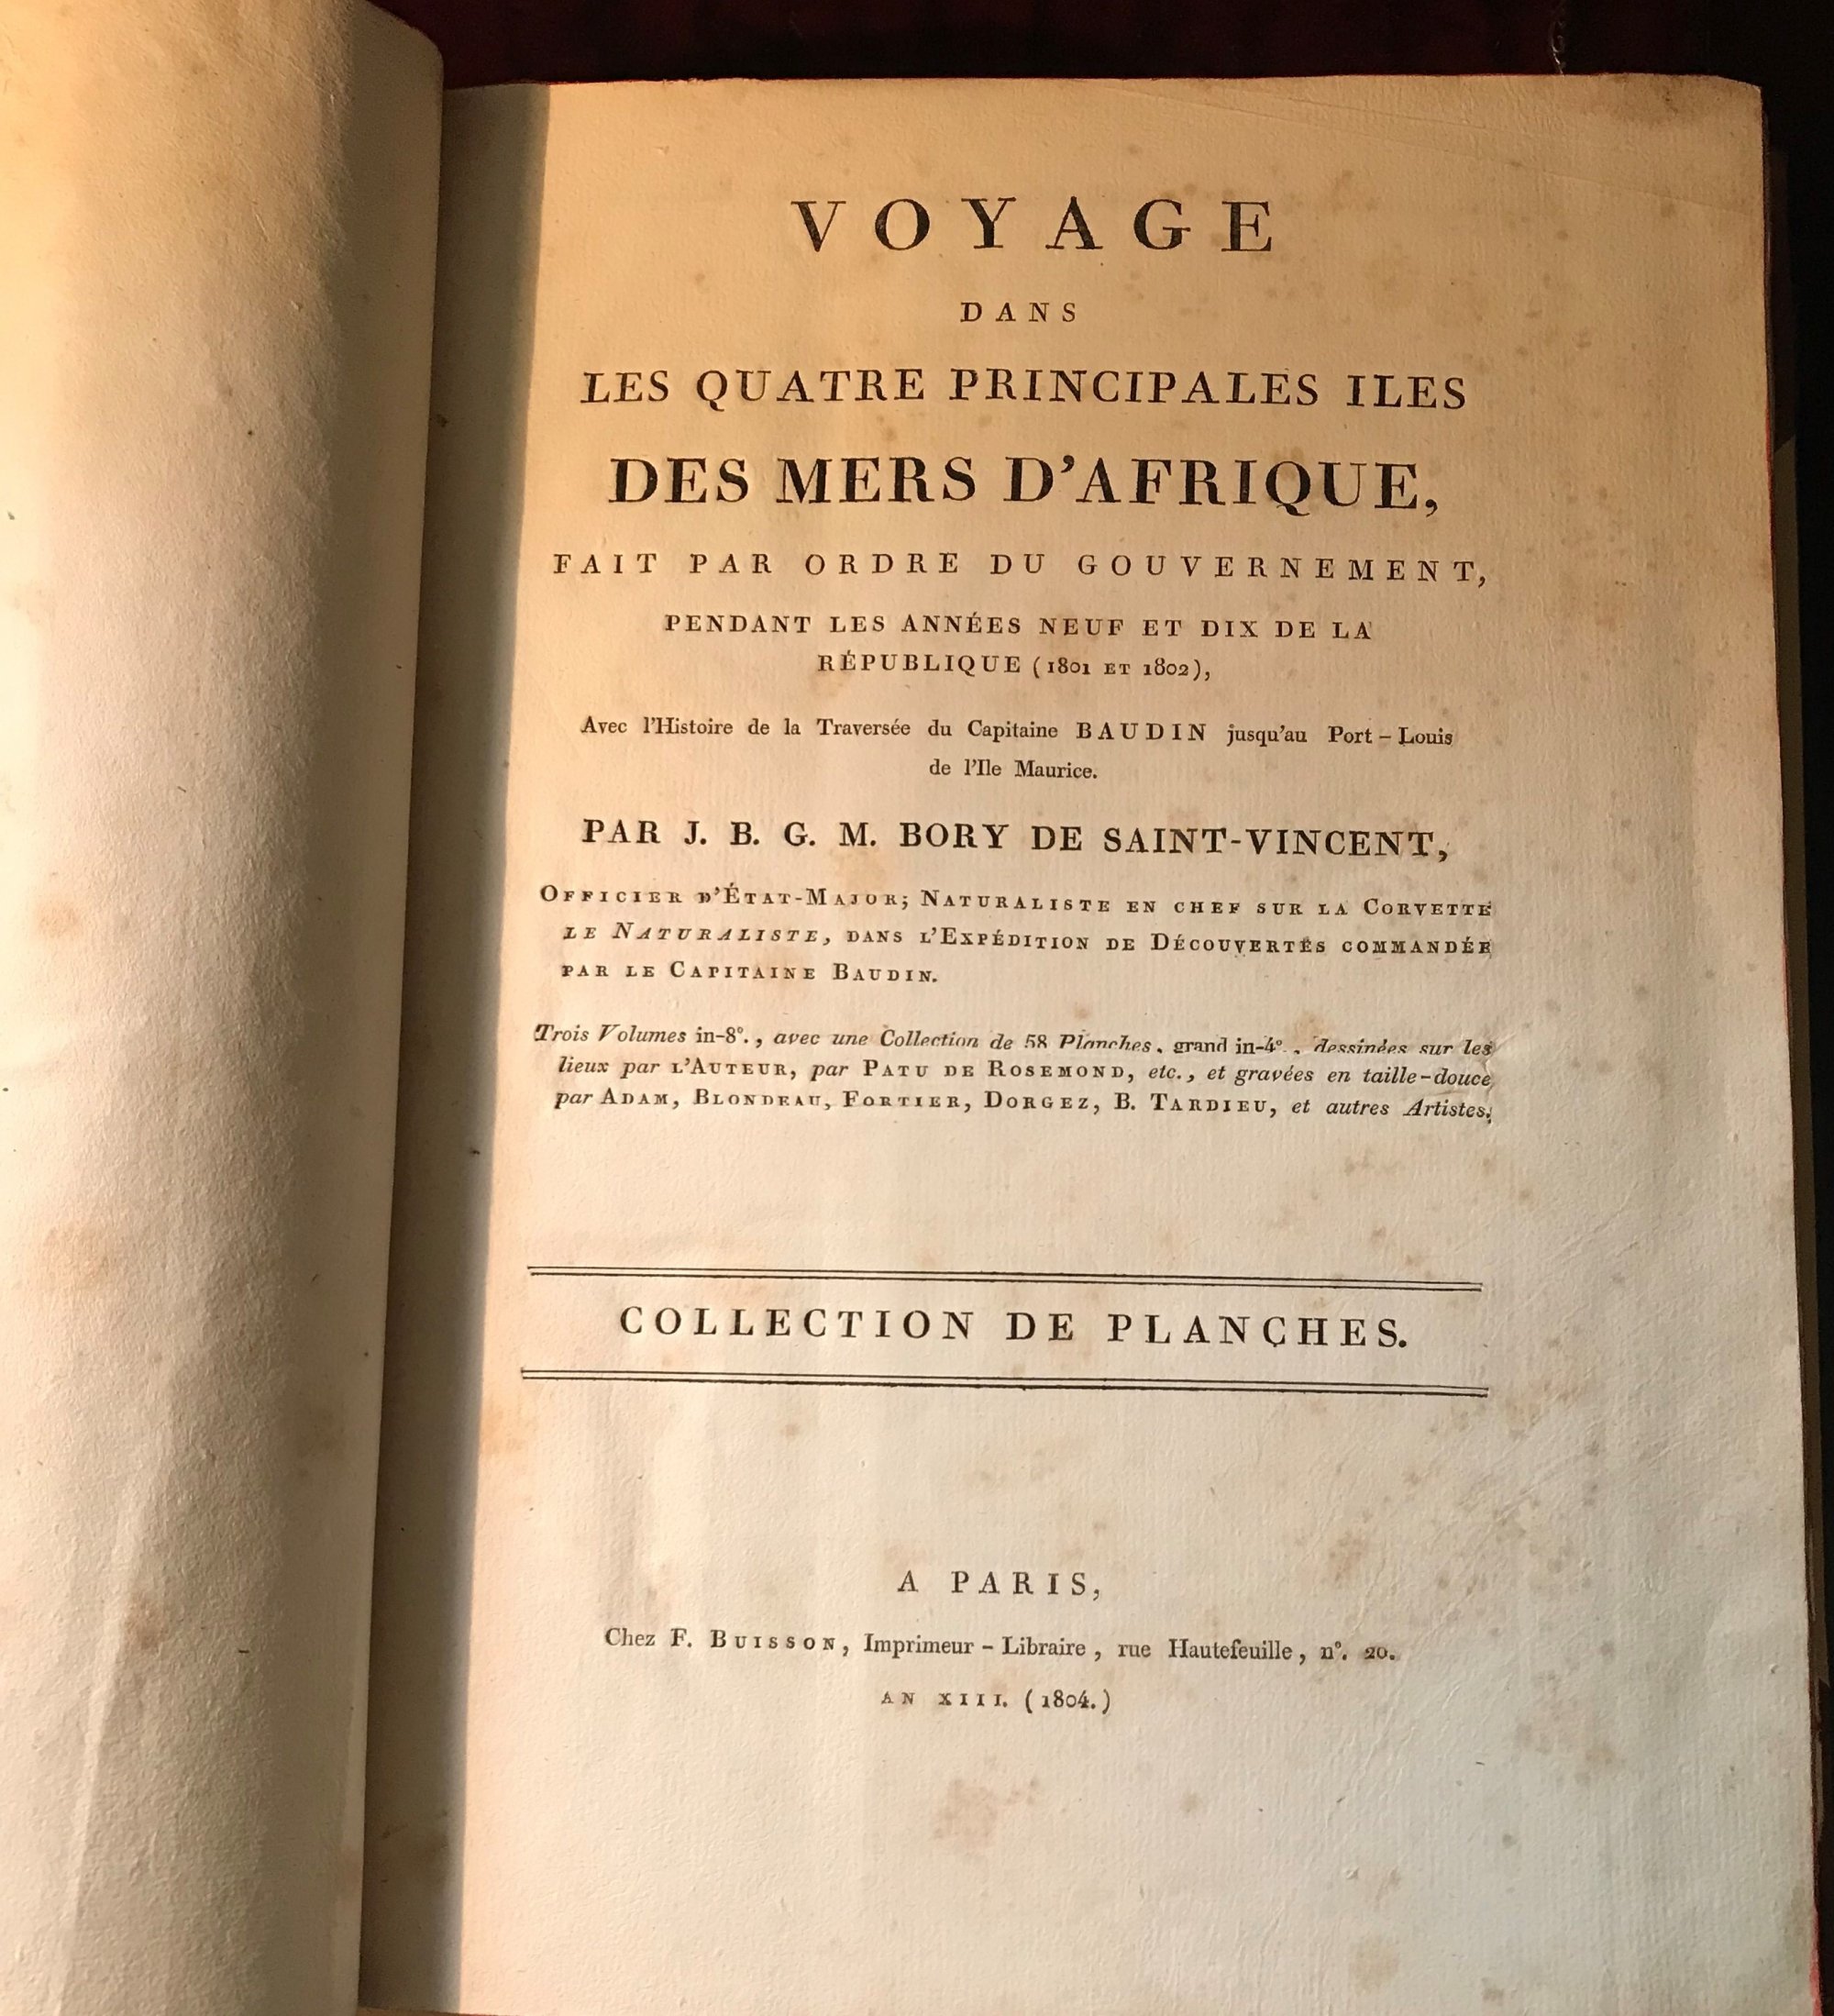 VOYAGE
DANS
LES QUATRE PRINCIPALES ILES
DES MERS D'AFRIQUE,
FAIT PAR ORDRE DU GOUVERNEMENT,
PENDANT LES ANNÉES NEUF ET DIX DE LA
RÉPUBLIQUE (1801 ET 1802),
Avec l'Histoire de la Traversée du Capitaine BAUDIN jusqu'au Port-Louis
de l'Ile Maurice.
PAR J. B. G. M. BORY DE SAINT-VINCENT,
OFFICIER D'ÉTAT-MAJOR; NATURALISTE EN CHEF SUR LA CORVETTE
LE NATURALISTE, DANS L'EXPÉDITION DE DÉCOUVERTES COMMANDÉE
PAR LE CAPITAINE BAUDIN.
Trois Volumes in-8°., avec une Collection de 58 Planches, grand in-4°., dessinées sur les
lieux par L'AUTEUR, par PATU DE ROSEMOND, etc., et gravées en taille-douce
par ADAM, BLONDEAU, FORTIER, DORGEZ, B. TARDIEU, et autres Artistes.
COLLECTION DE PLANCHES.
A PARIS,
Chez F. BUISSON, Imprimeur-Libraire, rue Hautefeuille, n°. 20.
AN XIII. (1804.)